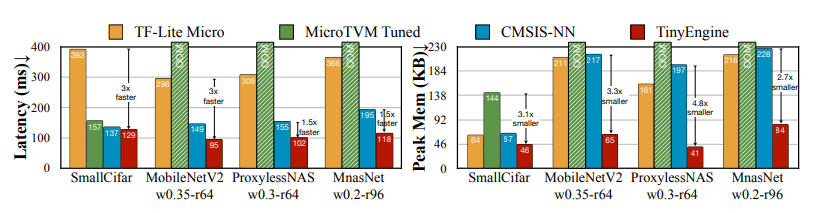 TF-Lite Micro
MicroTVM Tuned
CMSIS-NN
TinyEngine
Latency (ms)↓
400
300
200
100
0
393
157
137
129
3x
faster
296
OOM
149
95
3x
faster
309
OOM
155
102
1.5x
faster
366
OOM
195
118
1.5x
faster
SmallCifar
MobileNetV2
w0.35-r64
ProxylessNAS
w0.3-r64
MnasNet
w0.2-r96
Peak Mem (KB)↓
230
184
138
92
46
0
64
144
57
46
3.1x
smaller
211
OOM
217
65
3.3x
smaller
161
OOM
197
41
4.8x
smaller
216
OOM
228
84
2.7x
smaller
SmallCifar
MobileNetV2
w0.35-r64
ProxylessNAS
w0.3-r64
MnasNet
w0.2-r96